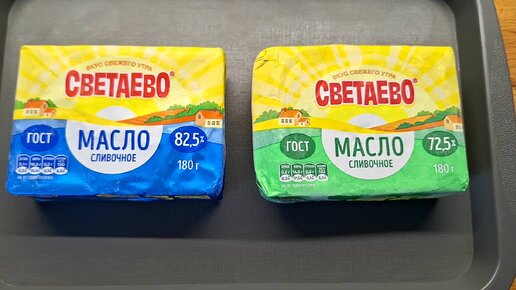 ВКУС СВЕЖЕГО УТРА
СВЕТАЕВО®
ГОСТ
МАСЛО
СЛИВОЧНОЕ
82,5%
180 г
ВКУС СВЕЖЕГО УТРА
СВЕТАЕВО®
ГОСТ
МАСЛО
СЛИВОЧНОЕ
72,5%
180 г